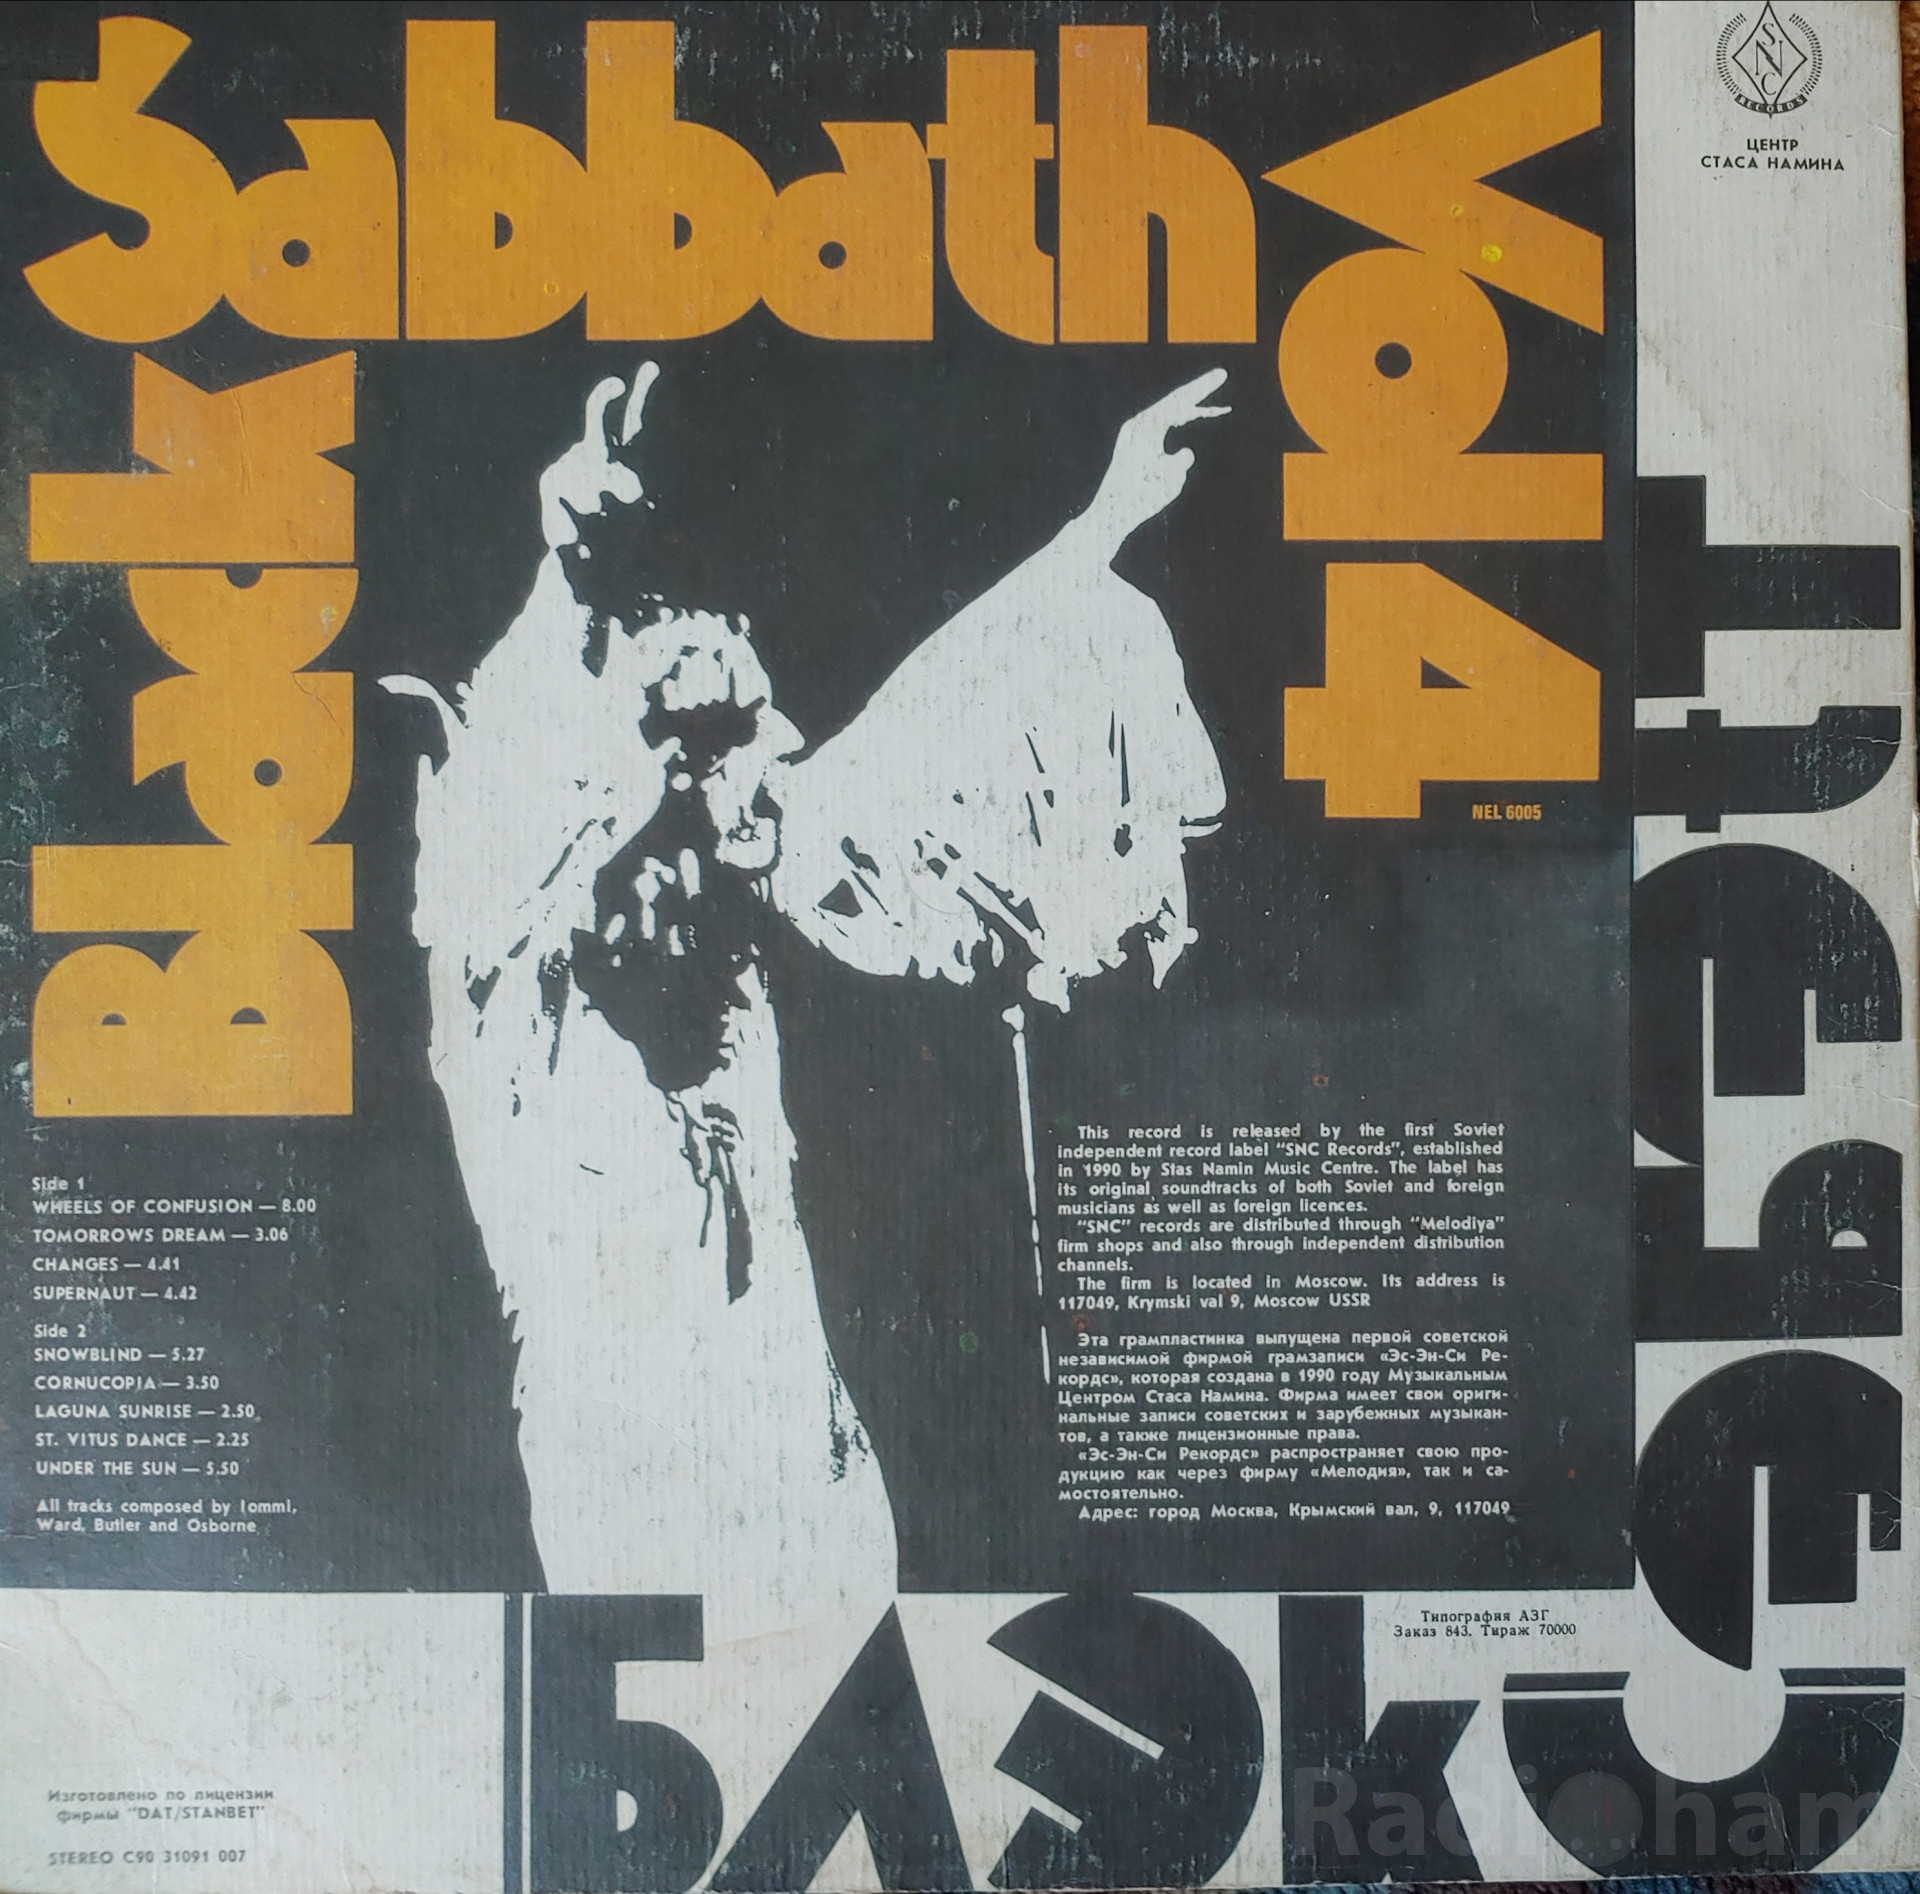 Black
Sabbath
Vol 4
NEL 6005
SNC
RECORDS
ЦЕНТР
СТАСА НАМИНА
Side 1
WHEELS OF CONFUSION — 8.00
TOMORROWS DREAM — 3.06
CHANGES — 4.41
SUPERNAUT — 4.42
Side 2
SNOWBLIND — 5.27
CORNUCOPIA — 3.50
LAGUNA SUNRISE — 2.50
ST. VITUS DANCE — 2.25
UNDER THE SUN — 5.50
All tracks composed by Iommi,
Ward, Butler and Osborne
This record is released by the first Soviet
independent record label “SNC Records”, established
in 1990 by Stas Namin Music Centre. The label has
its original soundtracks of both Soviet and foreign
musicians as well as foreign licences.
“SNC” records are distributed through “Melodiya”
firm shops and also through independent distribution
channels.
The firm is located in Moscow. Its address is
117049, Krymski val 9, Moscow USSR
Эта грампластинка выпущена первой советской
независимой фирмой грамзаписи «Эс-Эн-Си Ре-
кордс», которая создана в 1990 году Музыкальным
Центром Стаса Намина. Фирма имеет свои ориги-
нальные записи советских и зарубежных музыкан-
тов, а также лицензионные права.
«Эс-Эн-Си Рекордс» распространяет свою про-
дукцию как через фирму «Мелодия», так и са-
мостоятельно.
Адрес: город Москва, Крымский вал, 9, 117049
Типография АЗГ
Заказ 843. Тираж 70000
БЛЭК
СЭБЭТТ
Изготовлено по лицензии
фирмы "DAT/STANBET"
STEREO С90 31091 007
Radioham